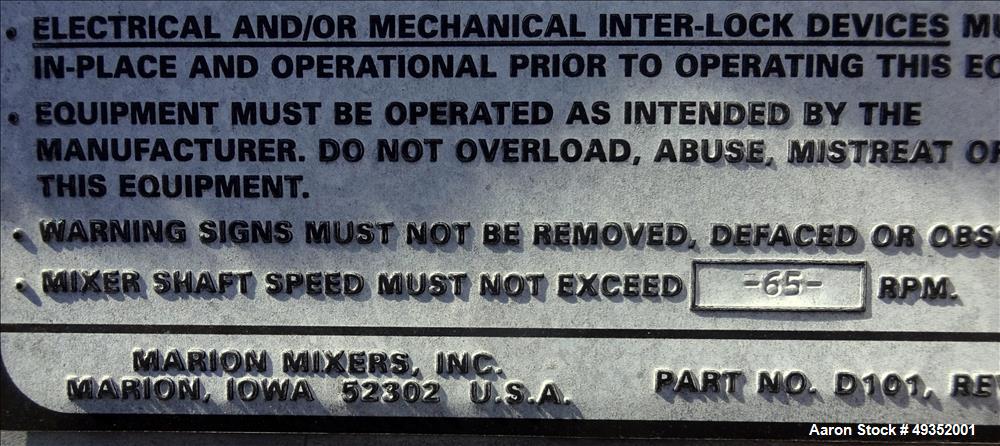 • ELECTRICAL AND/OR MECHANICAL INTER-LOCK DEVICES
IN-PLACE AND OPERATIONAL PRIOR TO OPERATING THIS
• EQUIPMENT MUST BE OPERATED AS INTENDED BY THE
MANUFACTURER. DO NOT OVERLOAD, ABUSE, MISTREAT
THIS EQUIPMENT.
• WARNING SIGNS MUST NOT BE REMOVED, DEFACED OR
• MIXER SHAFT SPEED MUST NOT EXCEED -65- RPM.
MARION MIXERS, INC.
MARION, IOWA 52302 U.S.A.
PART NO. D101,
Aaron Stock # 49352001